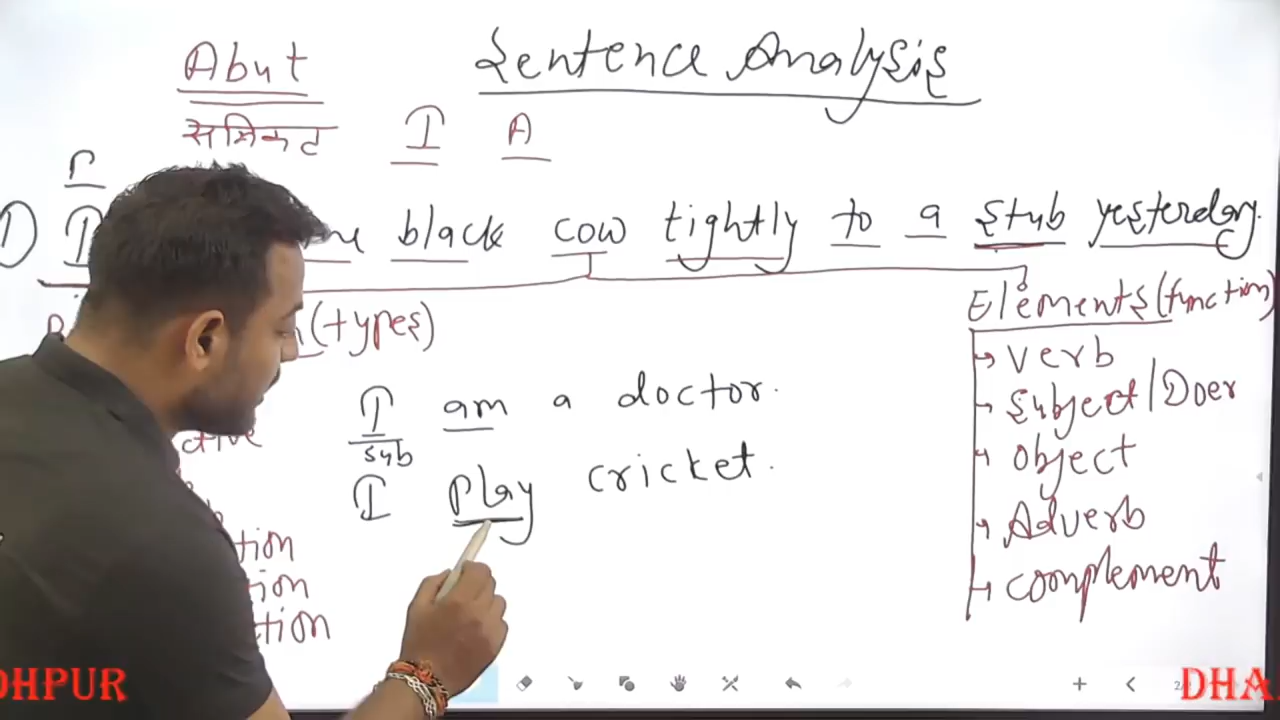 Abut Sentence Analysis
सन्निकट I A
P
1) I black cow tightly to a stub yesterday.
(types) Elements (function)
→ Verb
I am a doctor. → Subject/Doer
sub
I Play cricket. → Object
→ Adverb
tion
→ Complement
tion
tion
DHPUR DHA